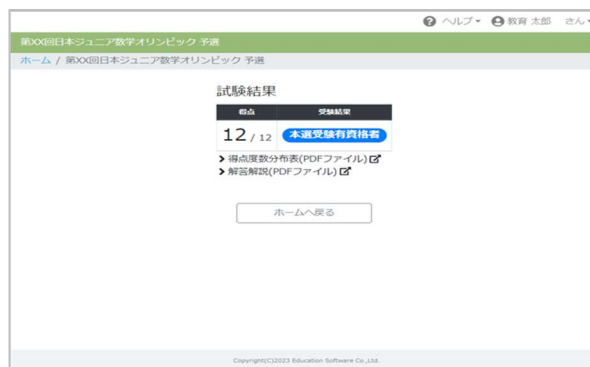 ヘルプ 教育 太郎 さん
第XX回日本ジュニア数学オリンピック 予選
ホーム / 第XX回日本ジュニア数学オリンピック 予選
試験結果
得点 受験結果
12 / 12 本選受験有資格者
得点度数分布表(PDFファイル)
解答解説(PDFファイル)
ホームへ戻る
Copyright(C)2023 Education Software Co.,Ltd.